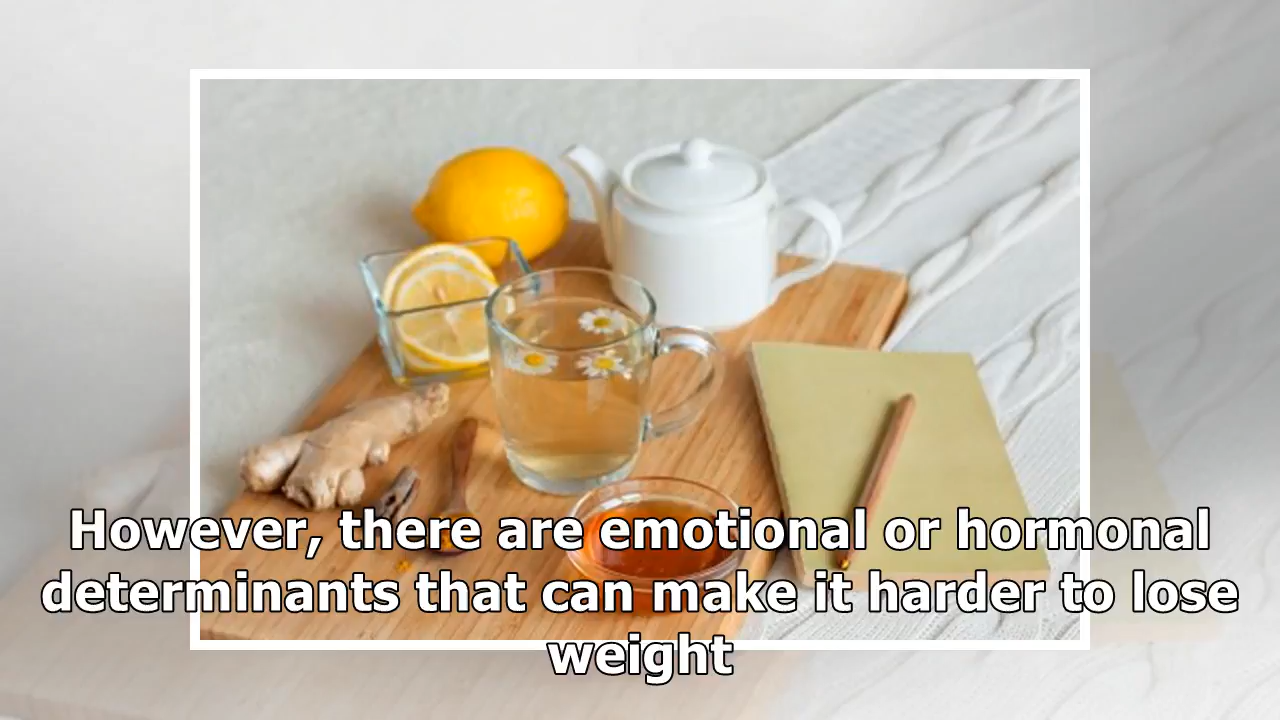 However, there are emotional or hormonal
determinants that can make it harder to lose
weight